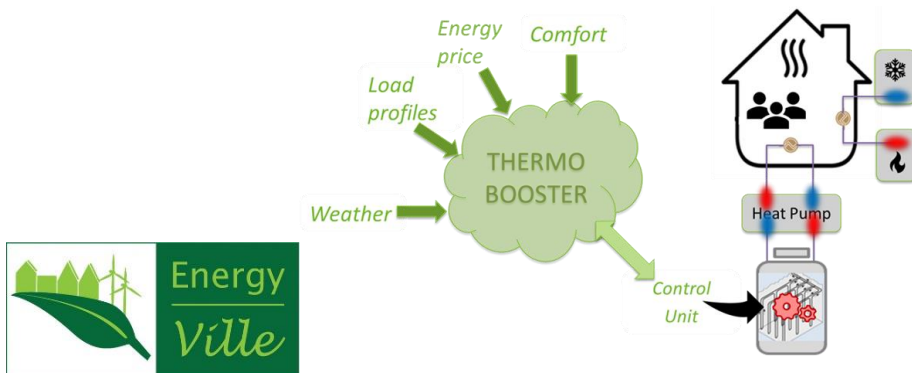 Energy
price
Comfort
Load
profiles
THERMO
BOOSTER
Weather
Heat Pump
Energy
Ville
Control
Unit